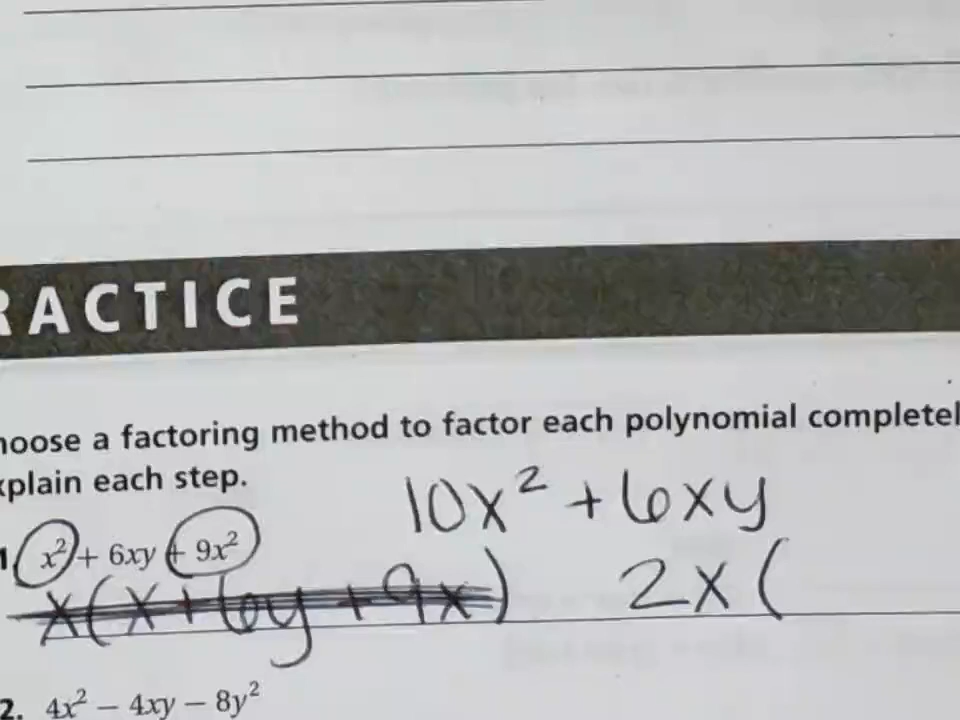 RACTICE
hoose a factoring method to factor each polynomial completel
xplain each step.
10x² + 6xy
1. x² + 6xy + 9x²
x(x + 6y + 9x) 2x(
2. 4x² − 4xy − 8y²